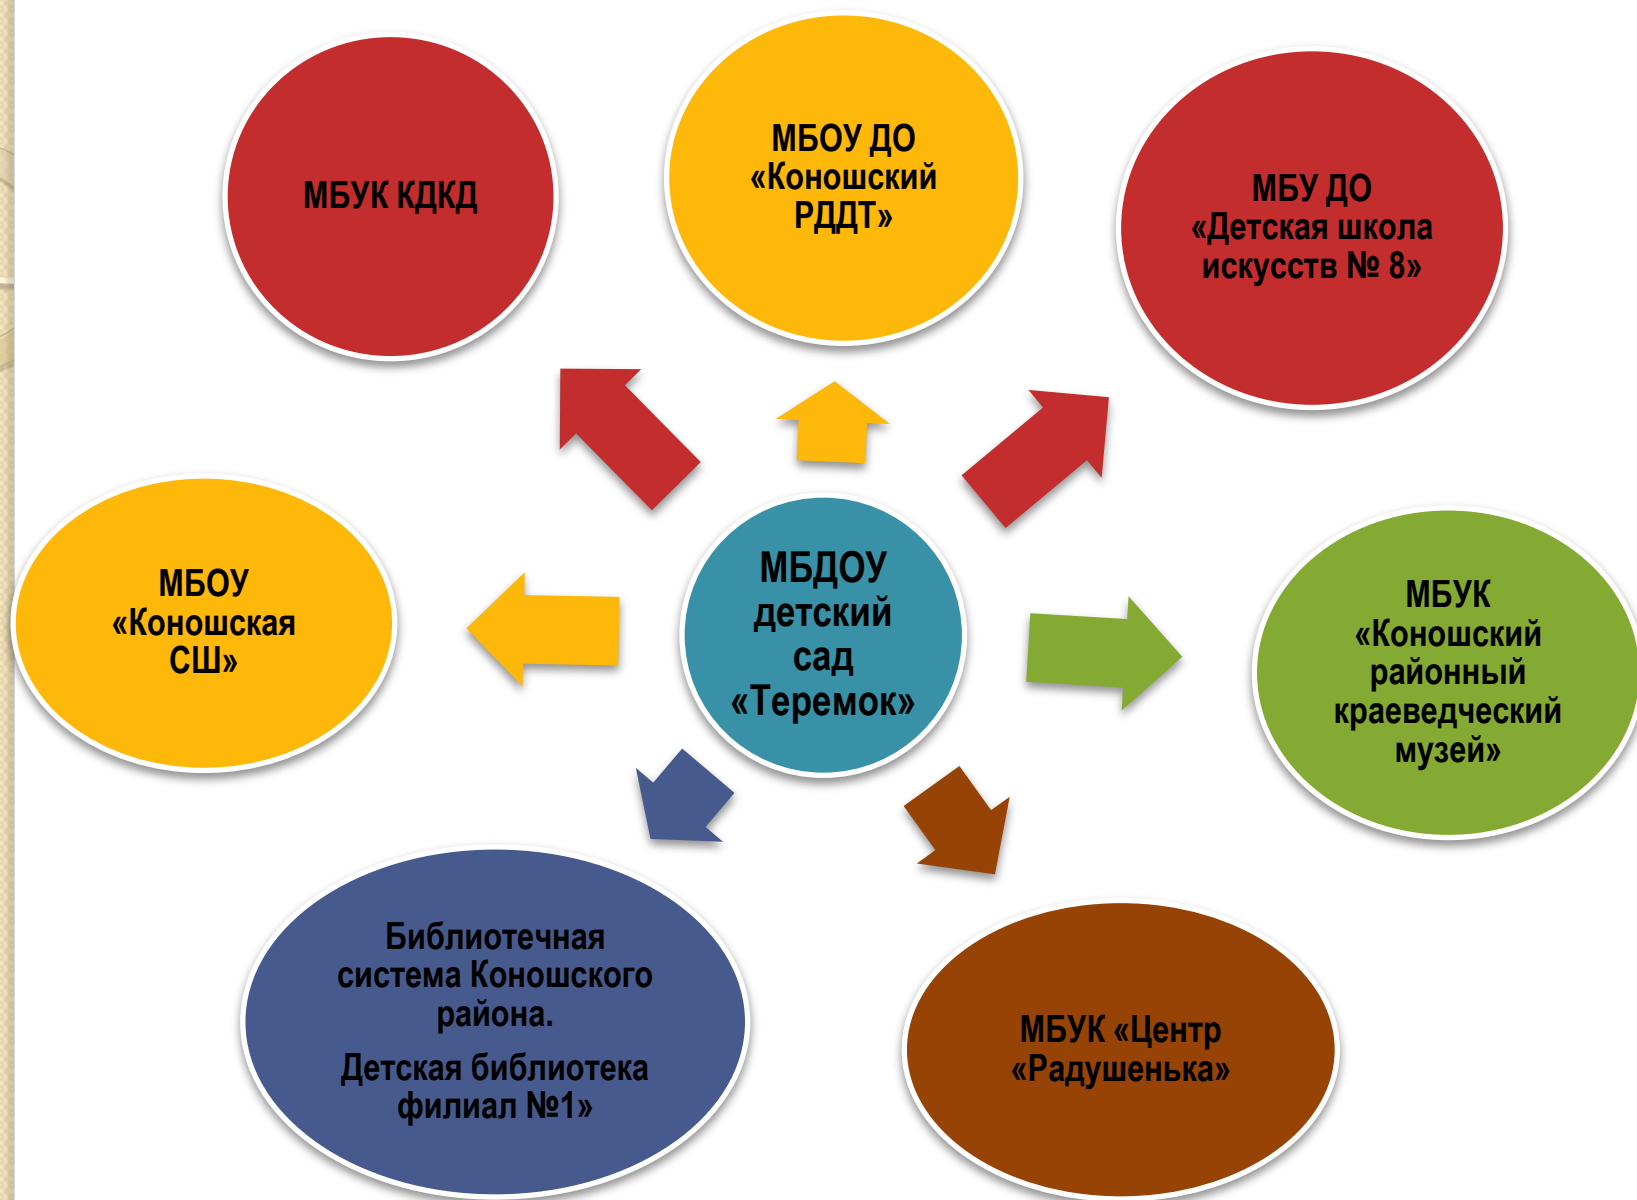 МБУК КДКД
МБОУ ДО
«Коношский
РДДТ»
МБУ ДО
«Детская школа
искусств № 8»
МБОУ
«Коношская
СШ»
МБДОУ
детский
сад
«Теремок»
МБУК
«Коношский
районный
краеведческий
музей»
Библиотечная
система Коношского
района.
Детская библиотека
филиал №1»
МБУК «Центр
«Радушенька»